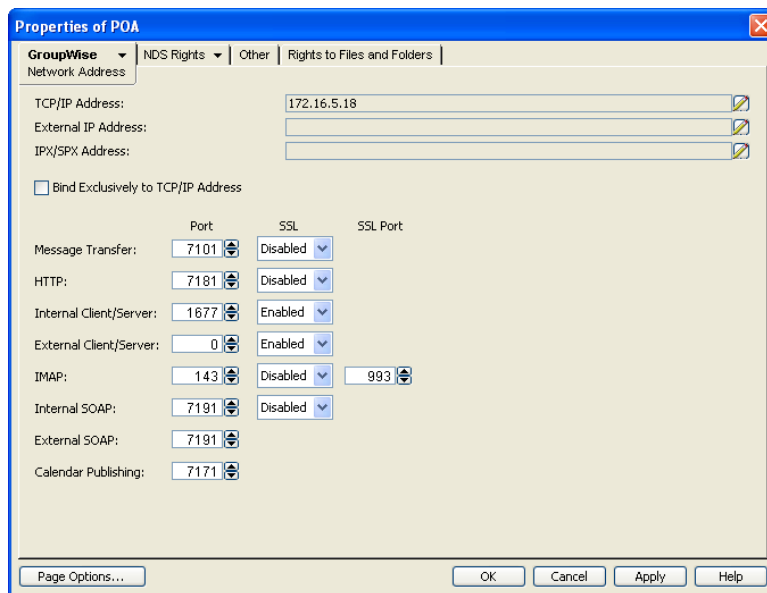 Properties of POA
GroupWise NDS Rights Other Rights to Files and Folders
Network Address
TCP/IP Address: 172.16.5.18
External IP Address:
IPX/SPX Address:
Bind Exclusively to TCP/IP Address
Port SSL SSL Port
Message Transfer: 7101 Disabled
HTTP: 7181 Disabled
Internal Client/Server: 1677 Enabled
External Client/Server: 0 Enabled
IMAP: 143 Disabled 993
Internal SOAP: 7191 Disabled
External SOAP: 7191
Calendar Publishing: 7171
Page Options... OK Cancel Apply Help